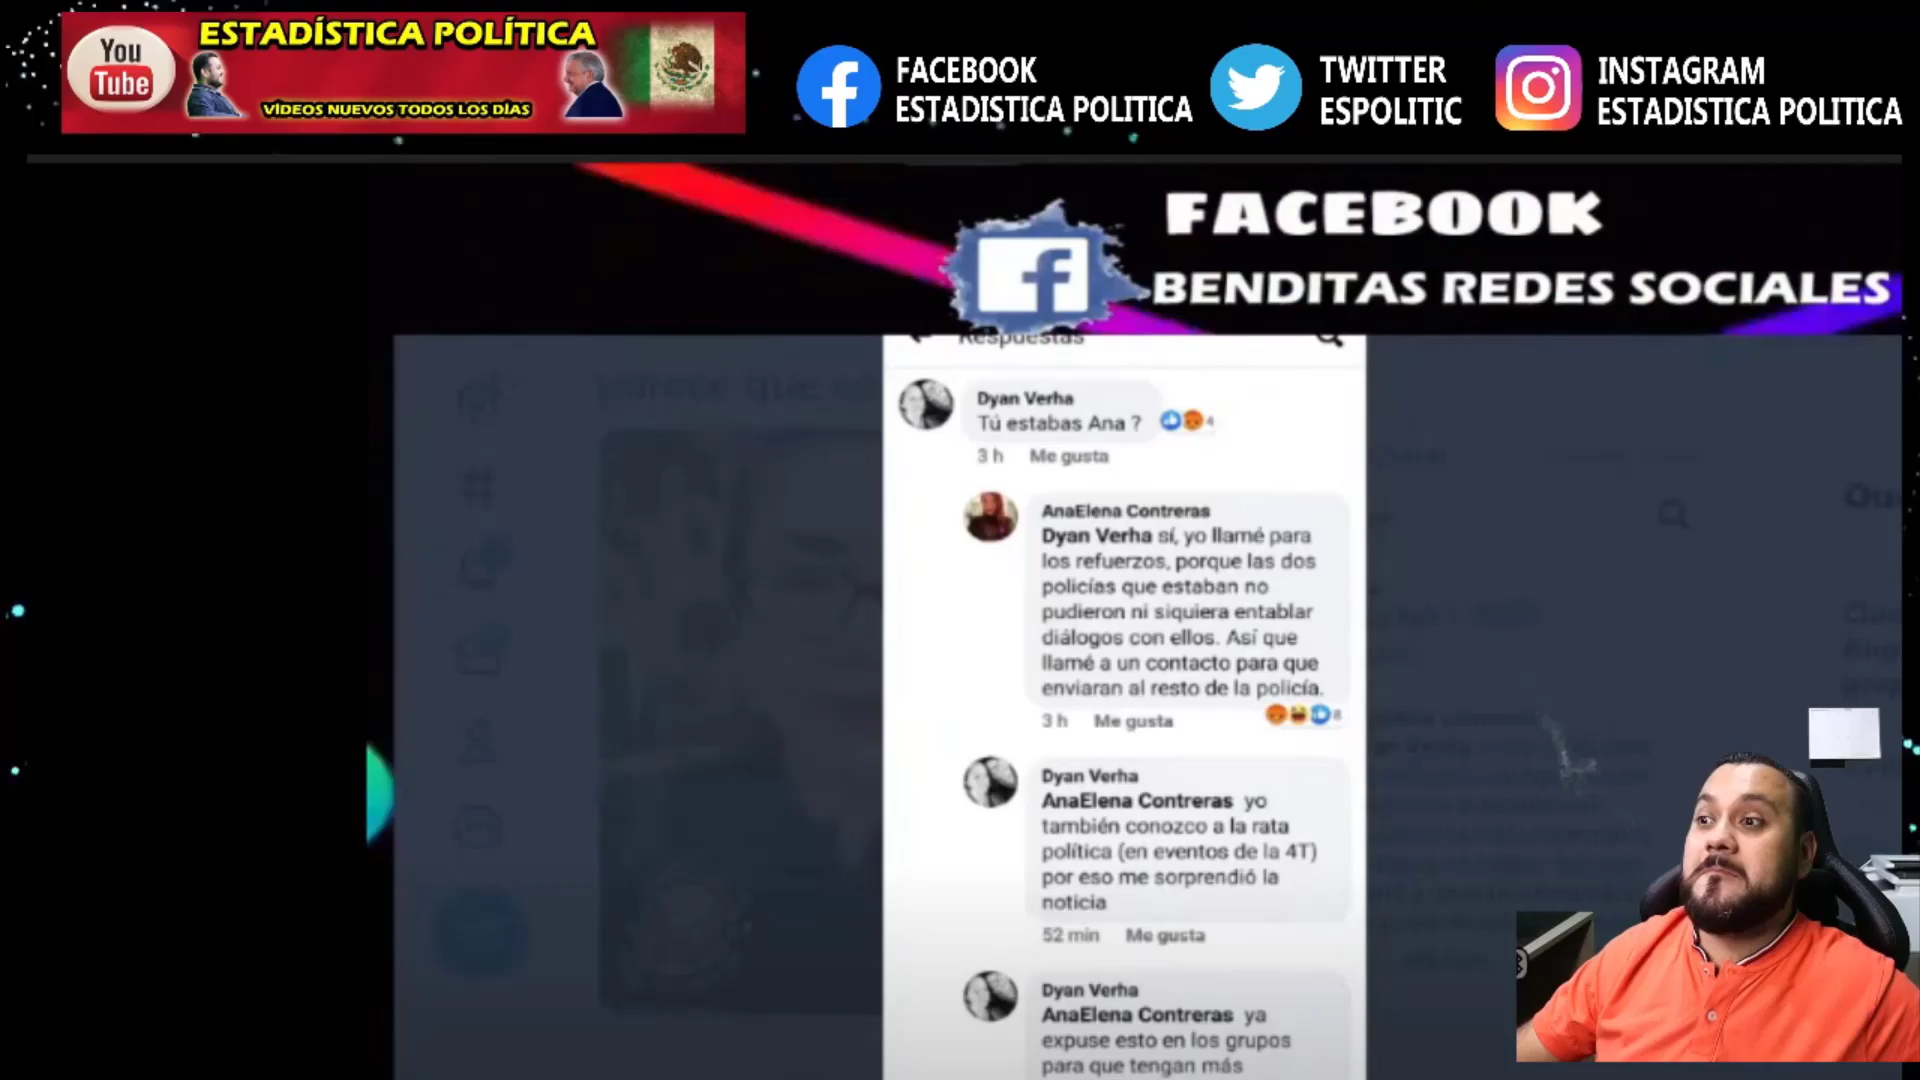 You
Tube
ESTADÍSTICA POLÍTICA
VÍDEOS NUEVOS TODOS LOS DÍAS
FACEBOOK
ESTADISTICA POLITICA
TWITTER
ESPOLITIC
INSTAGRAM
ESTADISTICA POLITICA
FACEBOOK
BENDITAS REDES SOCIALES
Respuestas
Dyan Verha
Tú estabas Ana ?
4
3 h Me gusta
AnaElena Contreras
Dyan Verha sí, yo llamé para
los refuerzos, porque las dos
policías que estaban no
pudieron ni siquiera entablar
diálogos con ellos. Así que
llamé a un contacto para que
enviaran al resto de la policía.
3 h Me gusta
8
Dyan Verha
AnaElena Contreras yo
también conozco a la rata
política (en eventos de la 4T)
por eso me sorprendió la
noticia
52 min Me gusta
Dyan Verha
AnaElena Contreras ya
expuse esto en los grupos
para que tengan más